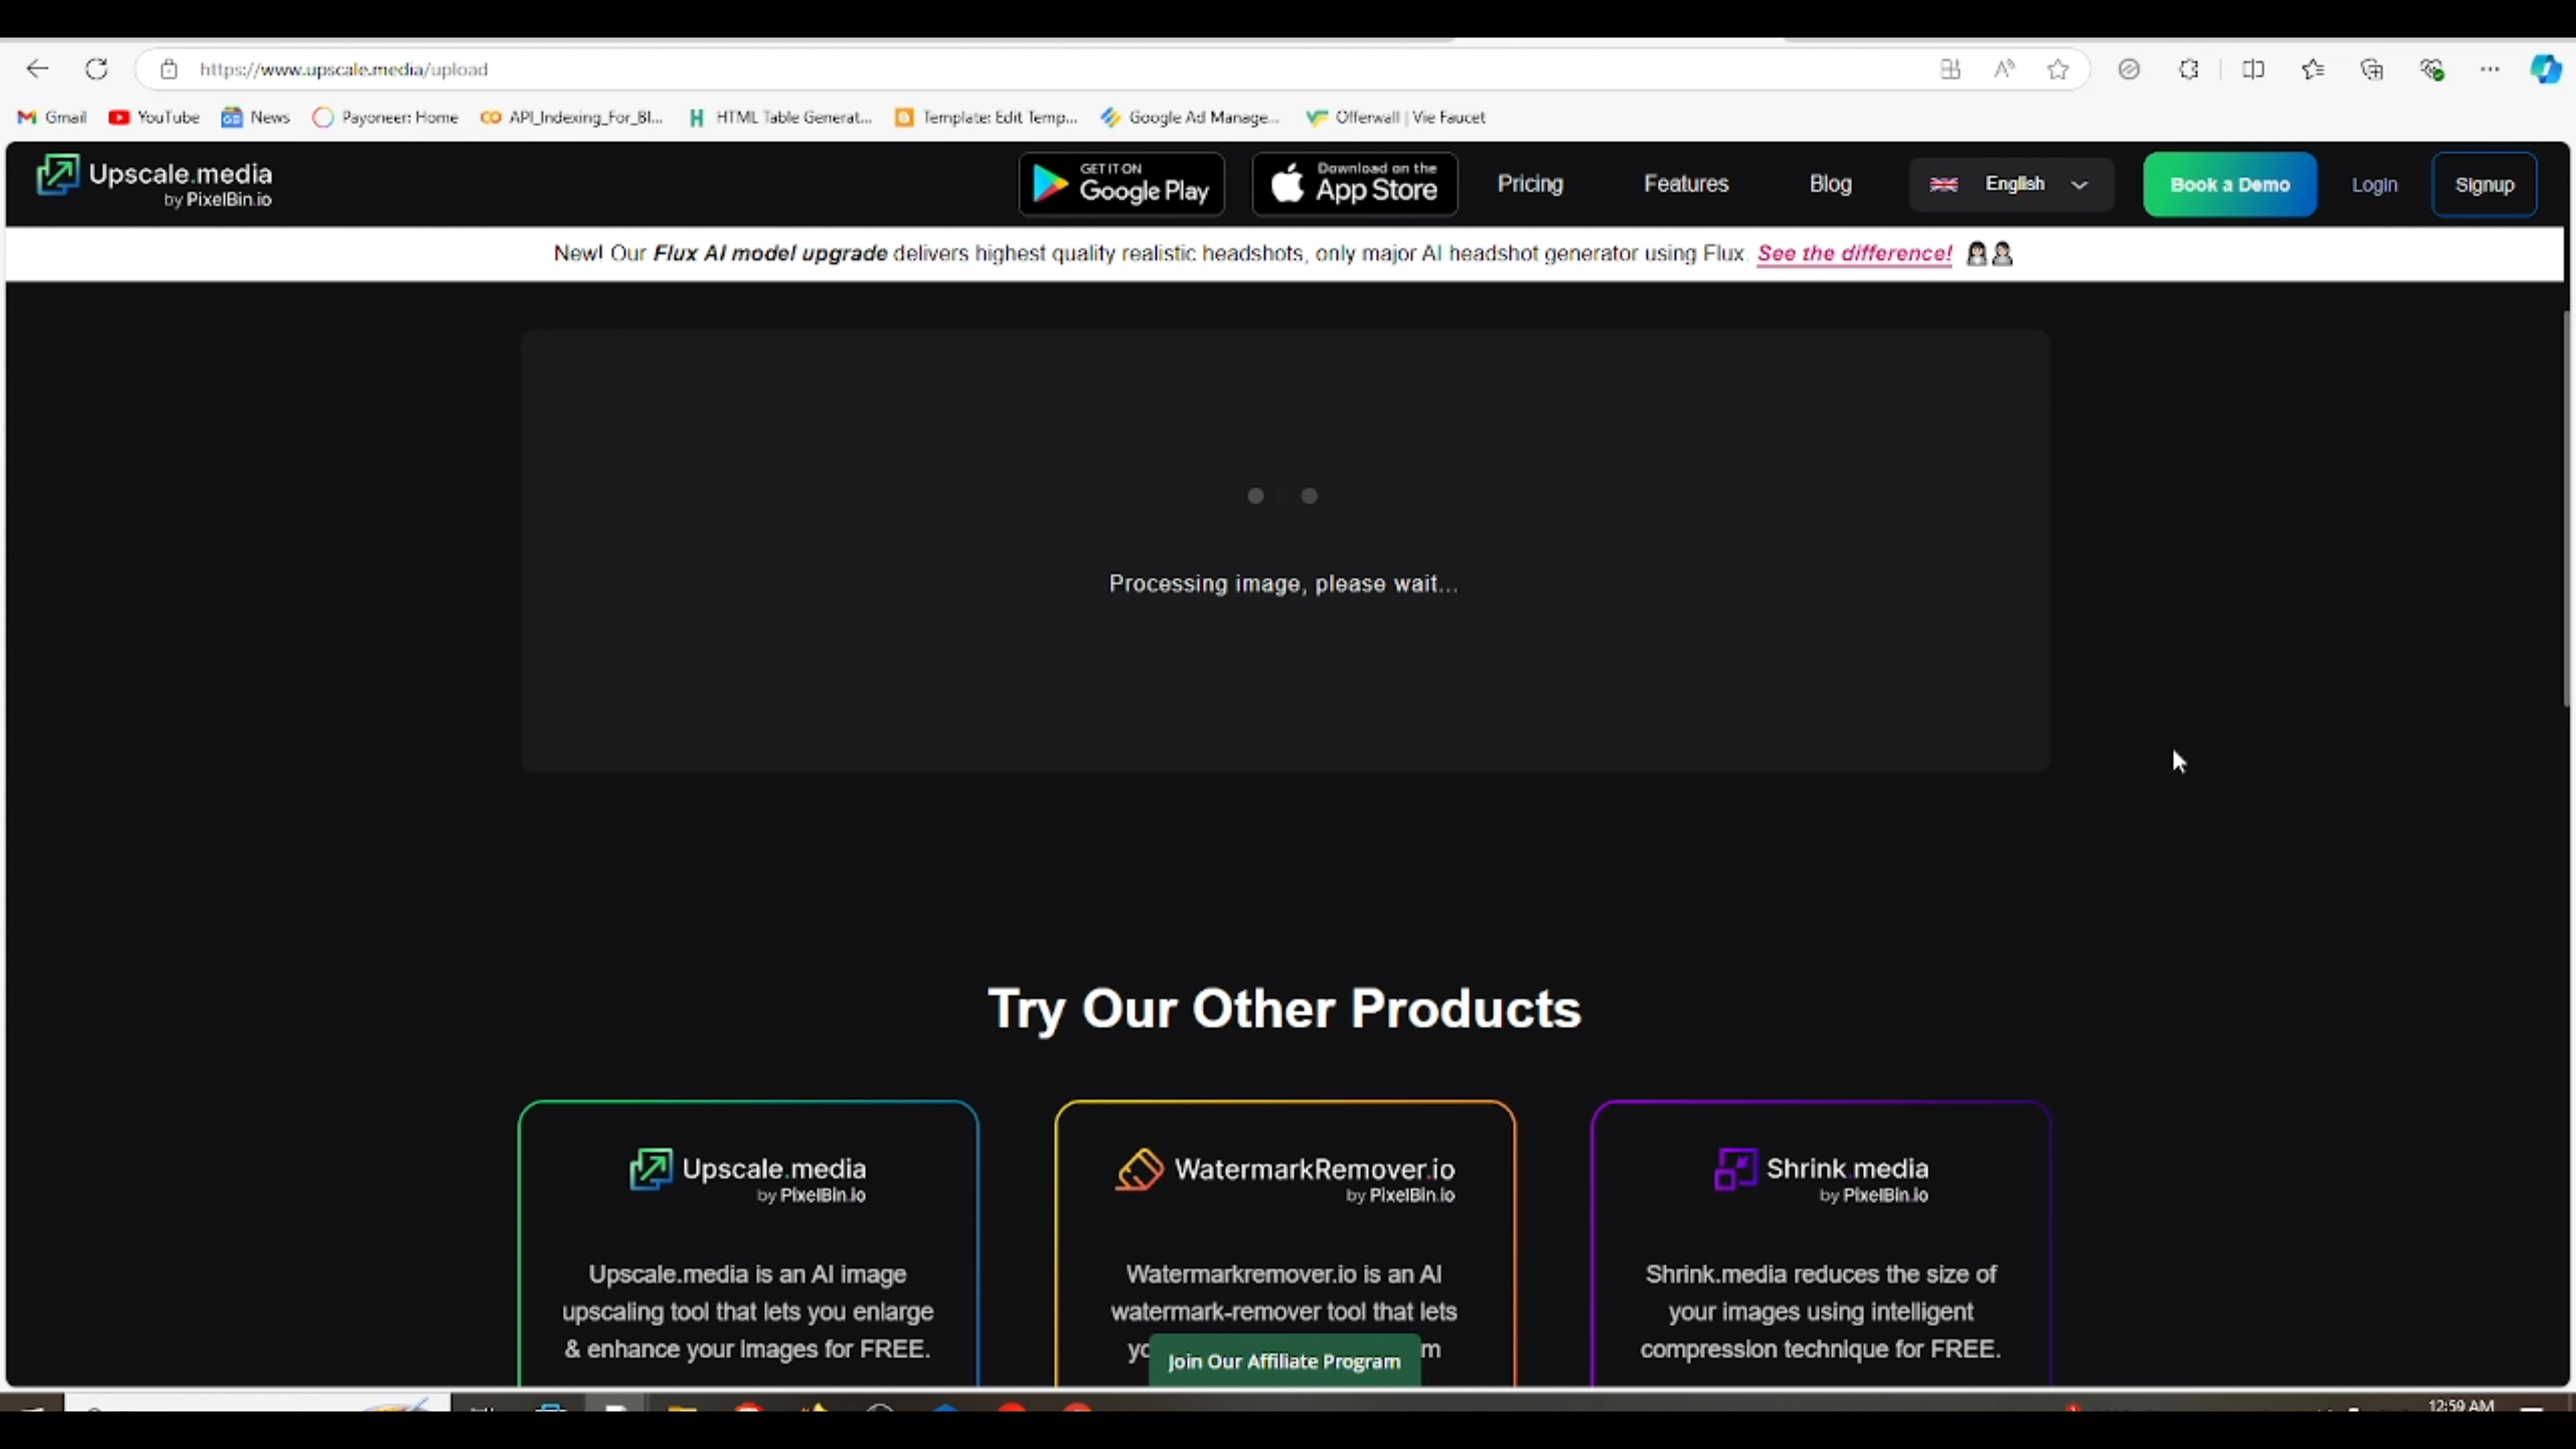 https://www.upscale.media/upload
Gmail YouTube News Payoneer: Home API_Indexing_For_Bl... HTML Table Generat... Template: Edit Temp... Google Ad Manage... Offerwall | Vie Faucet
Upscale.media
by PixelBin.io
GET IT ON
Google Play
Download on the
App Store
Pricing Features Blog English Book a Demo Login Signup
New! Our Flux AI model upgrade delivers highest quality realistic headshots, only major AI headshot generator using Flux. See the difference!
Processing image, please wait...
Try Our Other Products
Upscale.media
by PixelBin.io
Upscale.media is an AI image
upscaling tool that lets you enlarge
& enhance your images for FREE.
WatermarkRemover.io
by PixelBin.io
Watermarkremover.io is an AI
watermark-remover tool that lets
Join Our Affiliate Program
Shrink.media
by PixelBin.io
Shrink.media reduces the size of
your images using intelligent
compression technique for FREE.
12:59 AM